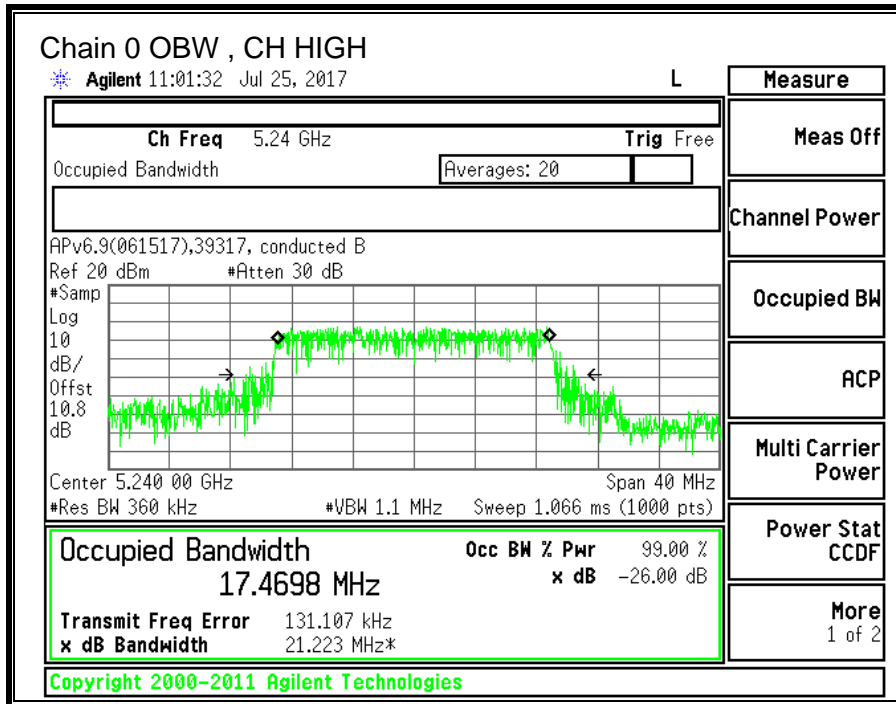 Chain 0 OBW , CH HIGH
Agilent 11:01:32 Jul 25, 2017 L
Measure
Ch Freq 5.24 GHz Trig Free
Meas Off
Occupied Bandwidth Averages: 20
Channel Power
APv6.9(061517),39317, conducted B
Ref 20 dBm #Atten 30 dB
#Samp
Log
10
dB/
Offst
10.8
dB
Occupied BW
ACP
Center 5.240 00 GHz Span 40 MHz
#Res BW 360 kHz #VBW 1.1 MHz Sweep 1.066 ms (1000 pts)
Multi Carrier
Power
Occupied Bandwidth Occ BW % Pwr 99.00 %
17.4698 MHz x dB -26.00 dB
Power Stat
CCDF
Transmit Freq Error 131.107 kHz
x dB Bandwidth 21.223 MHz*
More
1 of 2
Copyright 2000-2011 Agilent Technologies